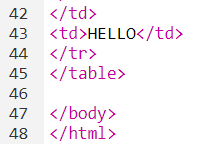 42 </td>
43 <td>HELLO</td>
44 </tr>
45 </table>
46
47 </body>
48 </html>